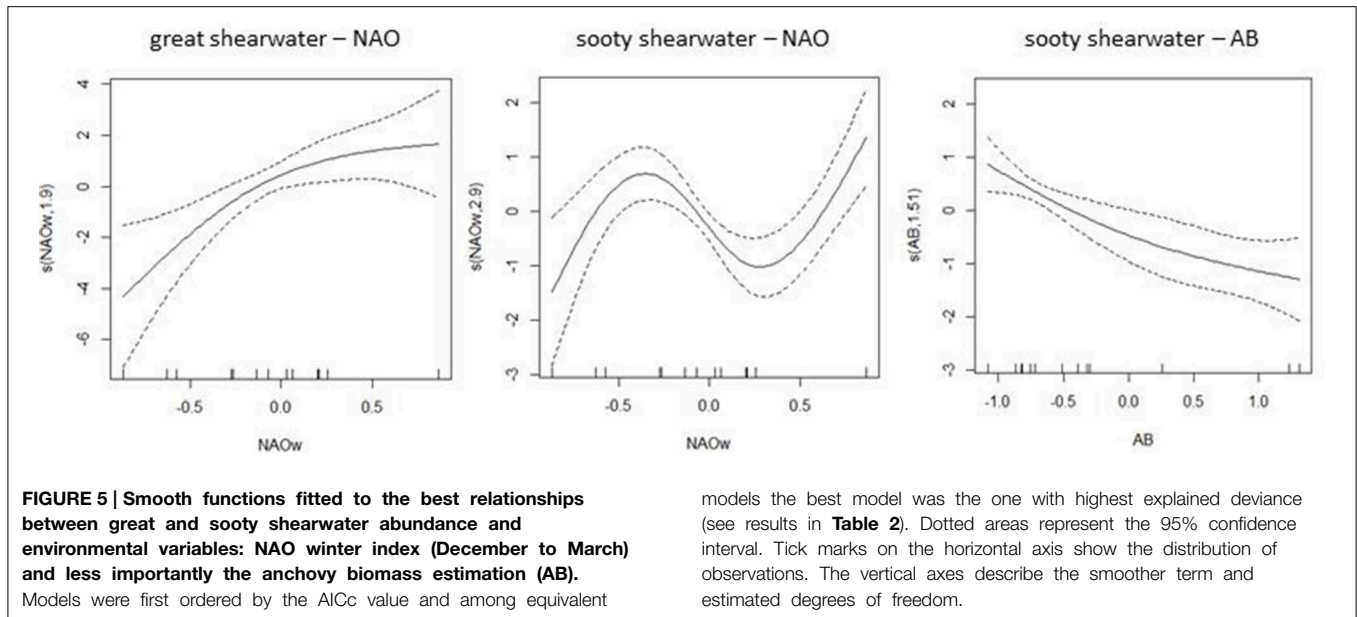 great shearwater – NAO
sooty shearwater – NAO
sooty shearwater – AB
s(NAOw,1.9)
4
2
0
-2
-4
-6
-0.5
0.0
0.5
NAOw
s(NAOw,2.9)
2
1
0
-1
-2
-3
-0.5
0.0
0.5
NAOw
s(AB,1.51)
2
1
0
-1
-2
-3
-1.0
-0.5
0.0
0.5
1.0
AB
FIGURE 5 | Smooth functions fitted to the best relationships
between great and sooty shearwater abundance and
environmental variables: NAO winter index (December to March)
and less importantly the anchovy biomass estimation (AB).
Models were first ordered by the AICc value and among equivalent
models the best model was the one with highest explained deviance
(see results in Table 2). Dotted areas represent the 95% confidence
interval. Tick marks on the horizontal axis show the distribution of
observations. The vertical axes describe the smoother term and
estimated degrees of freedom.